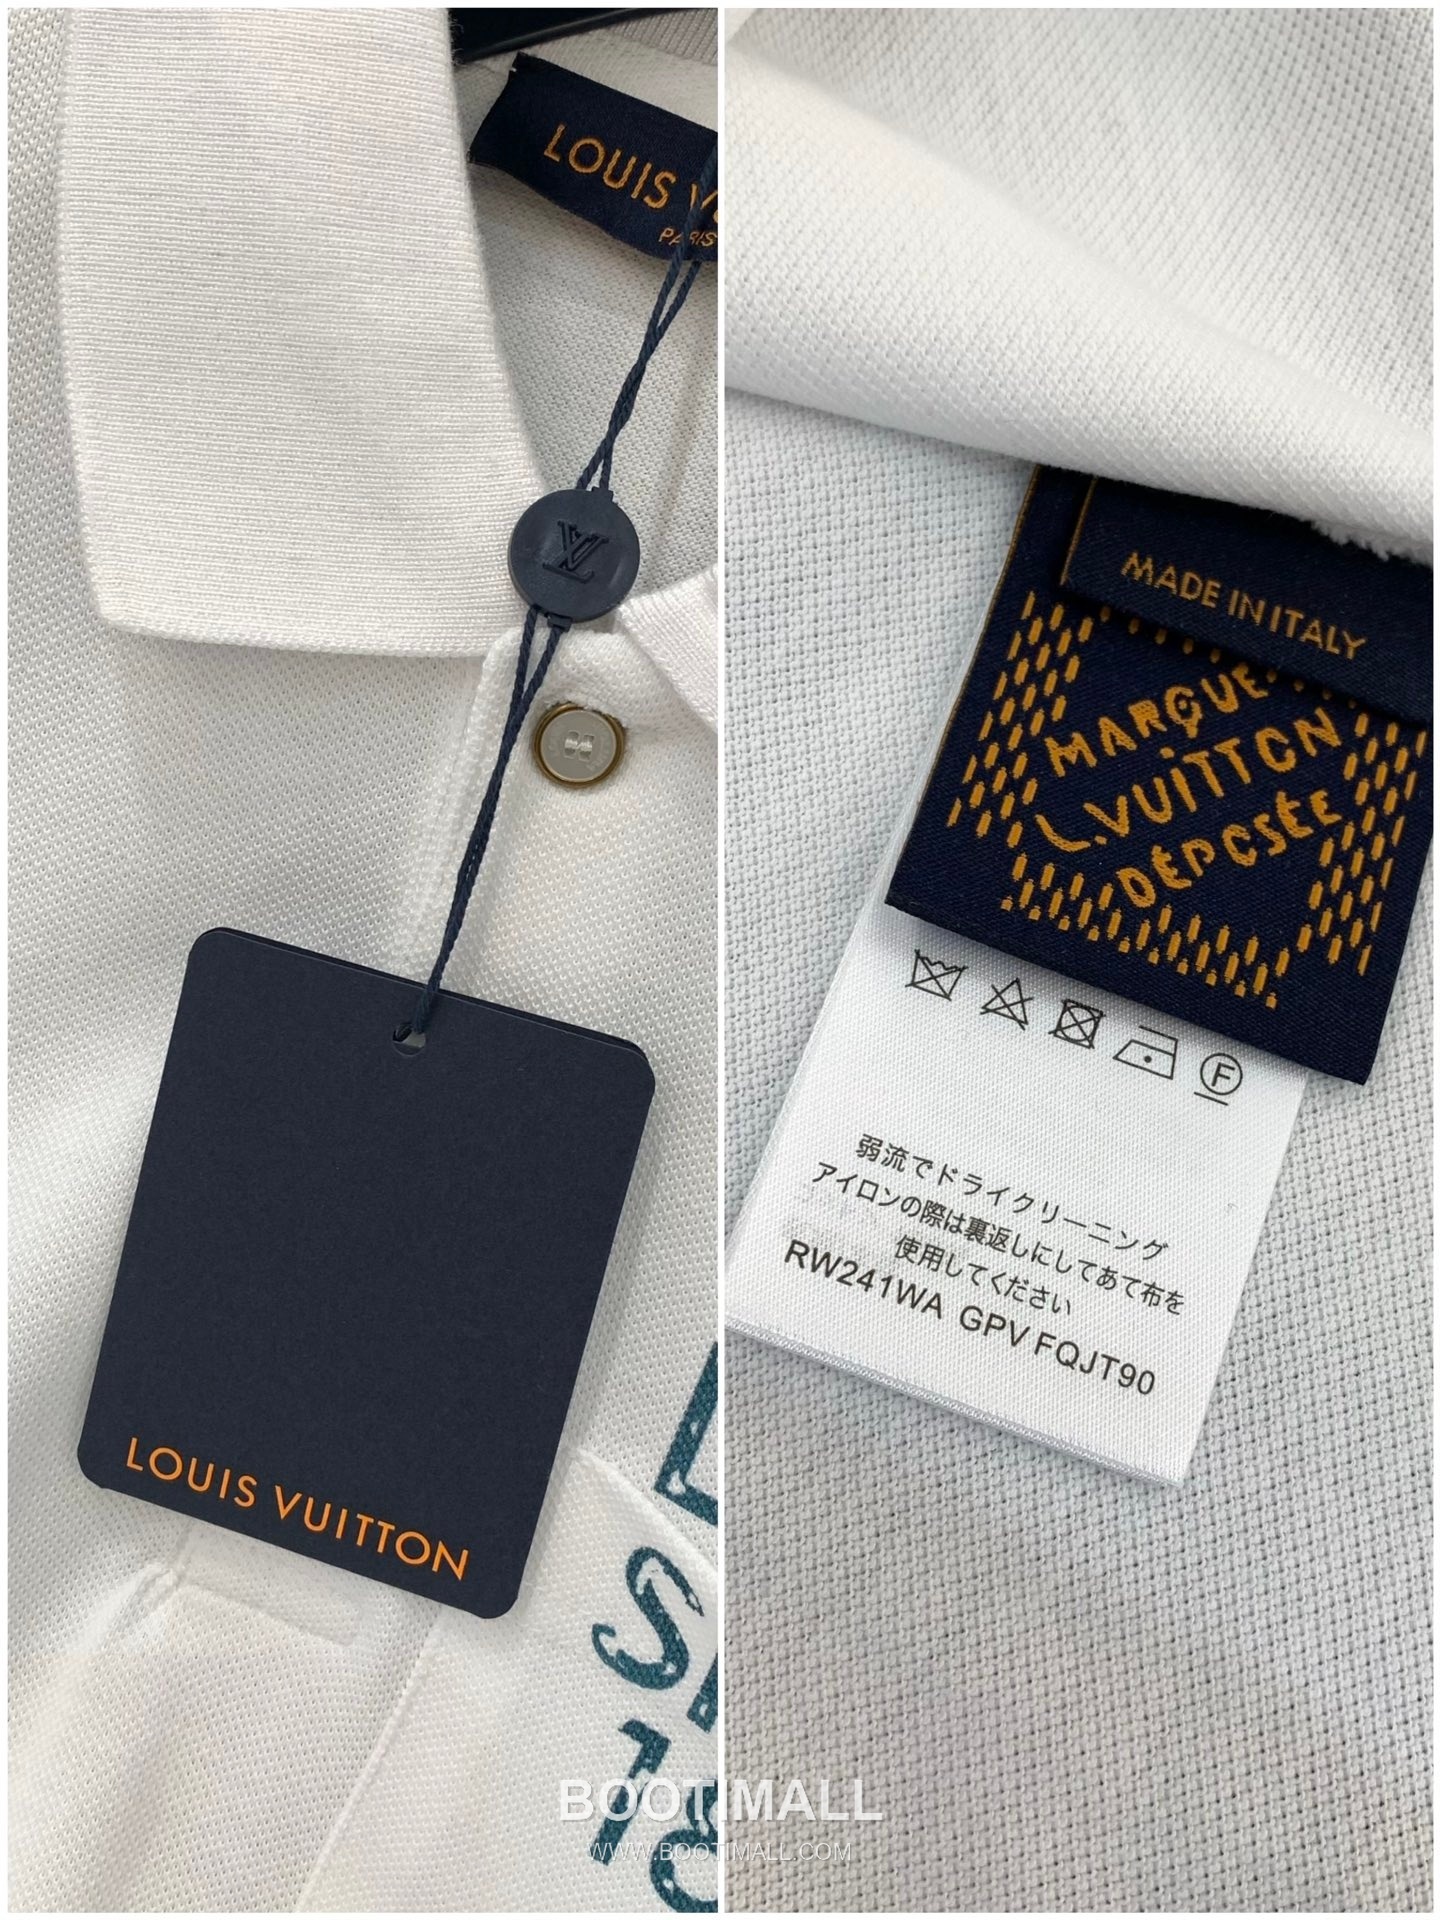 LOUIS V
PARIS
LV
LOUIS VUITTON
MADE IN ITALY
MARQUE
L.VUITTON
DÉPOSÉE
F
弱流でドライクリーニング
アイロンの際は裏返しにしてあて布を
使用してください
RW241WA GPV FQJT90
BOOTIMALL
WWW.BOOTIMALL.COM